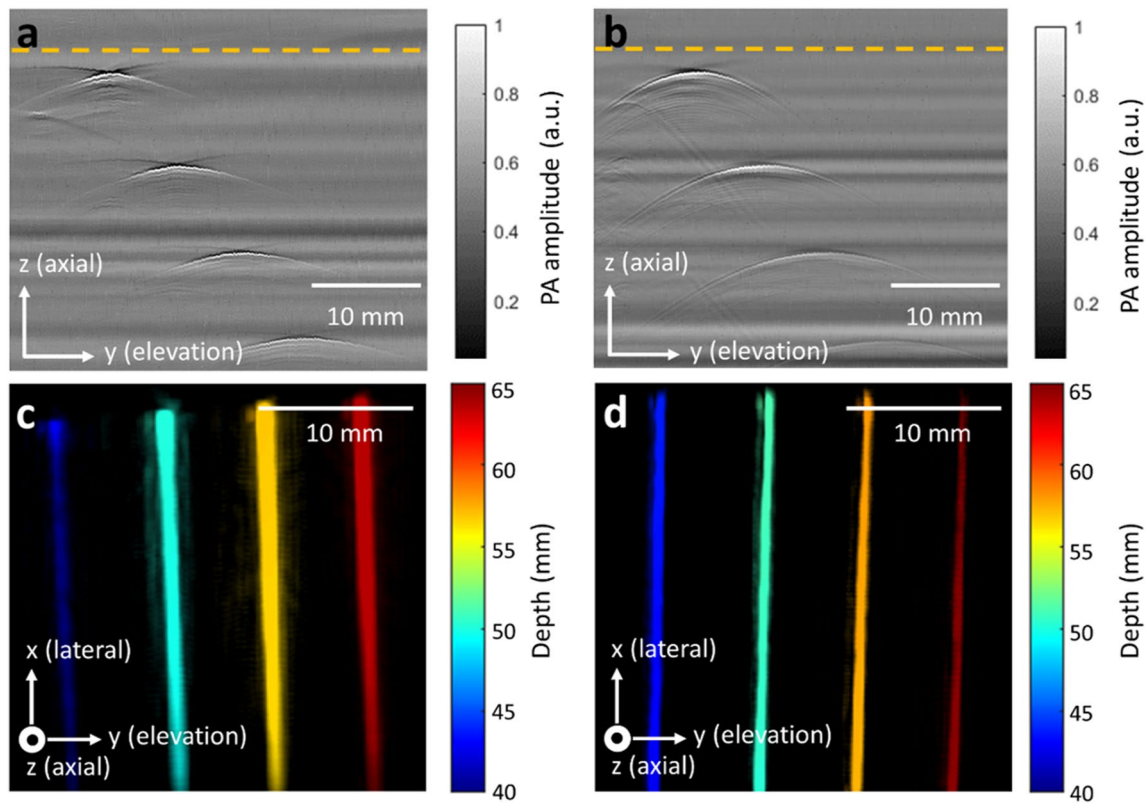 a
z (axial)
10 mm
y (elevation)
1
0.8
0.6
0.4
0.2
PA amplitude (a.u.)
b
z (axial)
10 mm
y (elevation)
1
0.8
0.6
0.4
0.2
PA amplitude (a.u.)
c
10 mm
x (lateral)
y (elevation)
z (axial)
65
60
55
50
45
40
Depth (mm)
d
10 mm
x (lateral)
y (elevation)
z (axial)
65
60
55
50
45
40
Depth (mm)